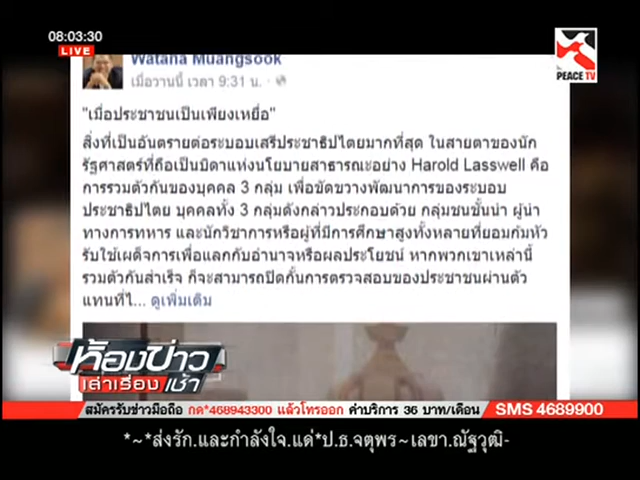 08:03:30
LIVE
PEACE TV
Watana Muangsook
เมื่อวานนี้ เวลา 9:31 น. ·
"เมื่อประชาชนเป็นเพียงเหยื่อ"
สิ่งที่เป็นอันตรายต่อระบอบเสรีประชาธิปไตยมากที่สุด ในสายตาของนัก
รัฐศาสตร์ที่ถือเป็นบิดาแห่งนโยบายสาธารณะอย่าง Harold Lasswell คือ
การรวมตัวกันของบุคคล 3 กลุ่ม เพื่อขัดขวางพัฒนาการของระบอบ
ประชาธิปไตย บุคคลทั้ง 3 กลุ่มดังกล่าวประกอบด้วย กลุ่มชนชั้นนำ ผู้นำ
ทางการทหาร และนักวิชาการหรือผู้ที่มีการศึกษาสูงทั้งหลายที่ยอมก้มหัว
รับใช้เผด็จการเพื่อแลกกับอำนาจหรือผลประโยชน์ หากพวกเขาเหล่านี้
รวมตัวกันสำเร็จ ก็จะสามารถปิดกั้นการตรวจสอบของประชาชนผ่านตัว
แทนที่ไ... ดูเพิ่มเติม
ห้องข่าว
เล่าเรื่อง เช้า
สมัครรับข่าวมือถือ กด*468943300 แล้วโทรออก ค่าบริการ 36 บาท/เดือน SMS 4689900
*~*ส่งรัก.และกำลังใจ.แด่*ป.ธ.จตุพร~เลขา.ณัฐวุฒิ-